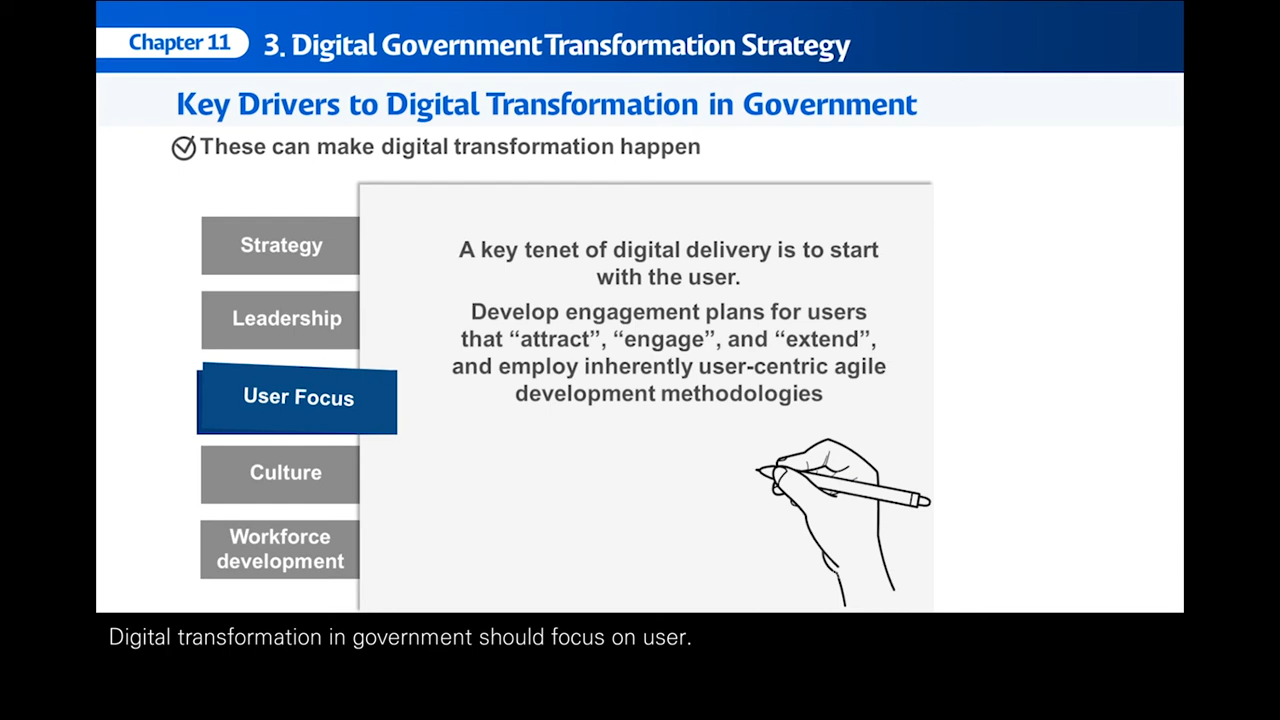 Chapter 11
3. Digital Government Transformation Strategy
Key Drivers to Digital Transformation in Government
These can make digital transformation happen
Strategy
Leadership
User Focus
Culture
Workforce
development
A key tenet of digital delivery is to start
with the user.
Develop engagement plans for users
that “attract”, “engage”, and “extend”,
and employ inherently user-centric agile
development methodologies
Digital transformation in government should focus on user.